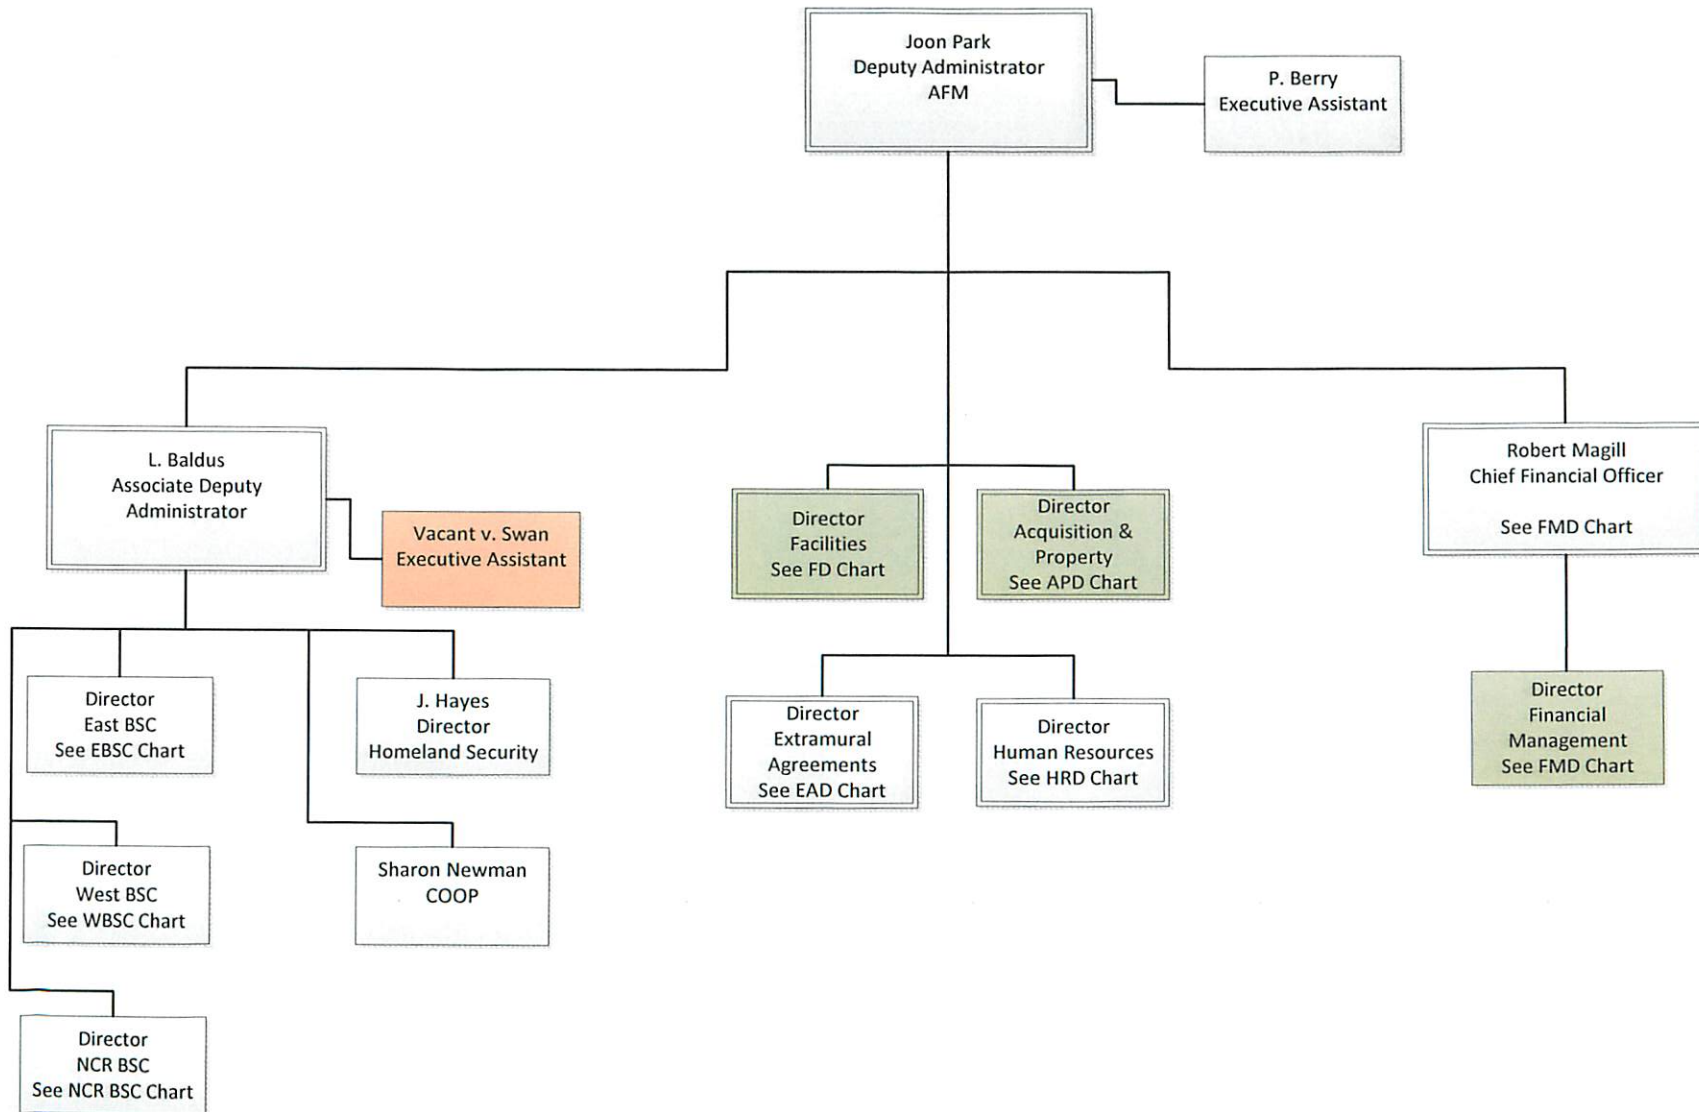 Joon Park
Deputy Administrator
AFM
P. Berry
Executive Assistant
L. Baldus
Associate Deputy
Administrator
Vacant v. Swan
Executive Assistant
Director
Facilities
See FD Chart
Director
Acquisition &
Property
See APD Chart
Robert Magill
Chief Financial Officer
See FMD Chart
Director
East BSC
See EBSC Chart
J. Hayes
Director
Homeland Security
Director
Extramural
Agreements
See EAD Chart
Director
Human Resources
See HRD Chart
Director
Financial
Management
See FMD Chart
Director
West BSC
See WBSC Chart
Sharon Newman
COOP
Director
NCR BSC
See NCR BSC Chart